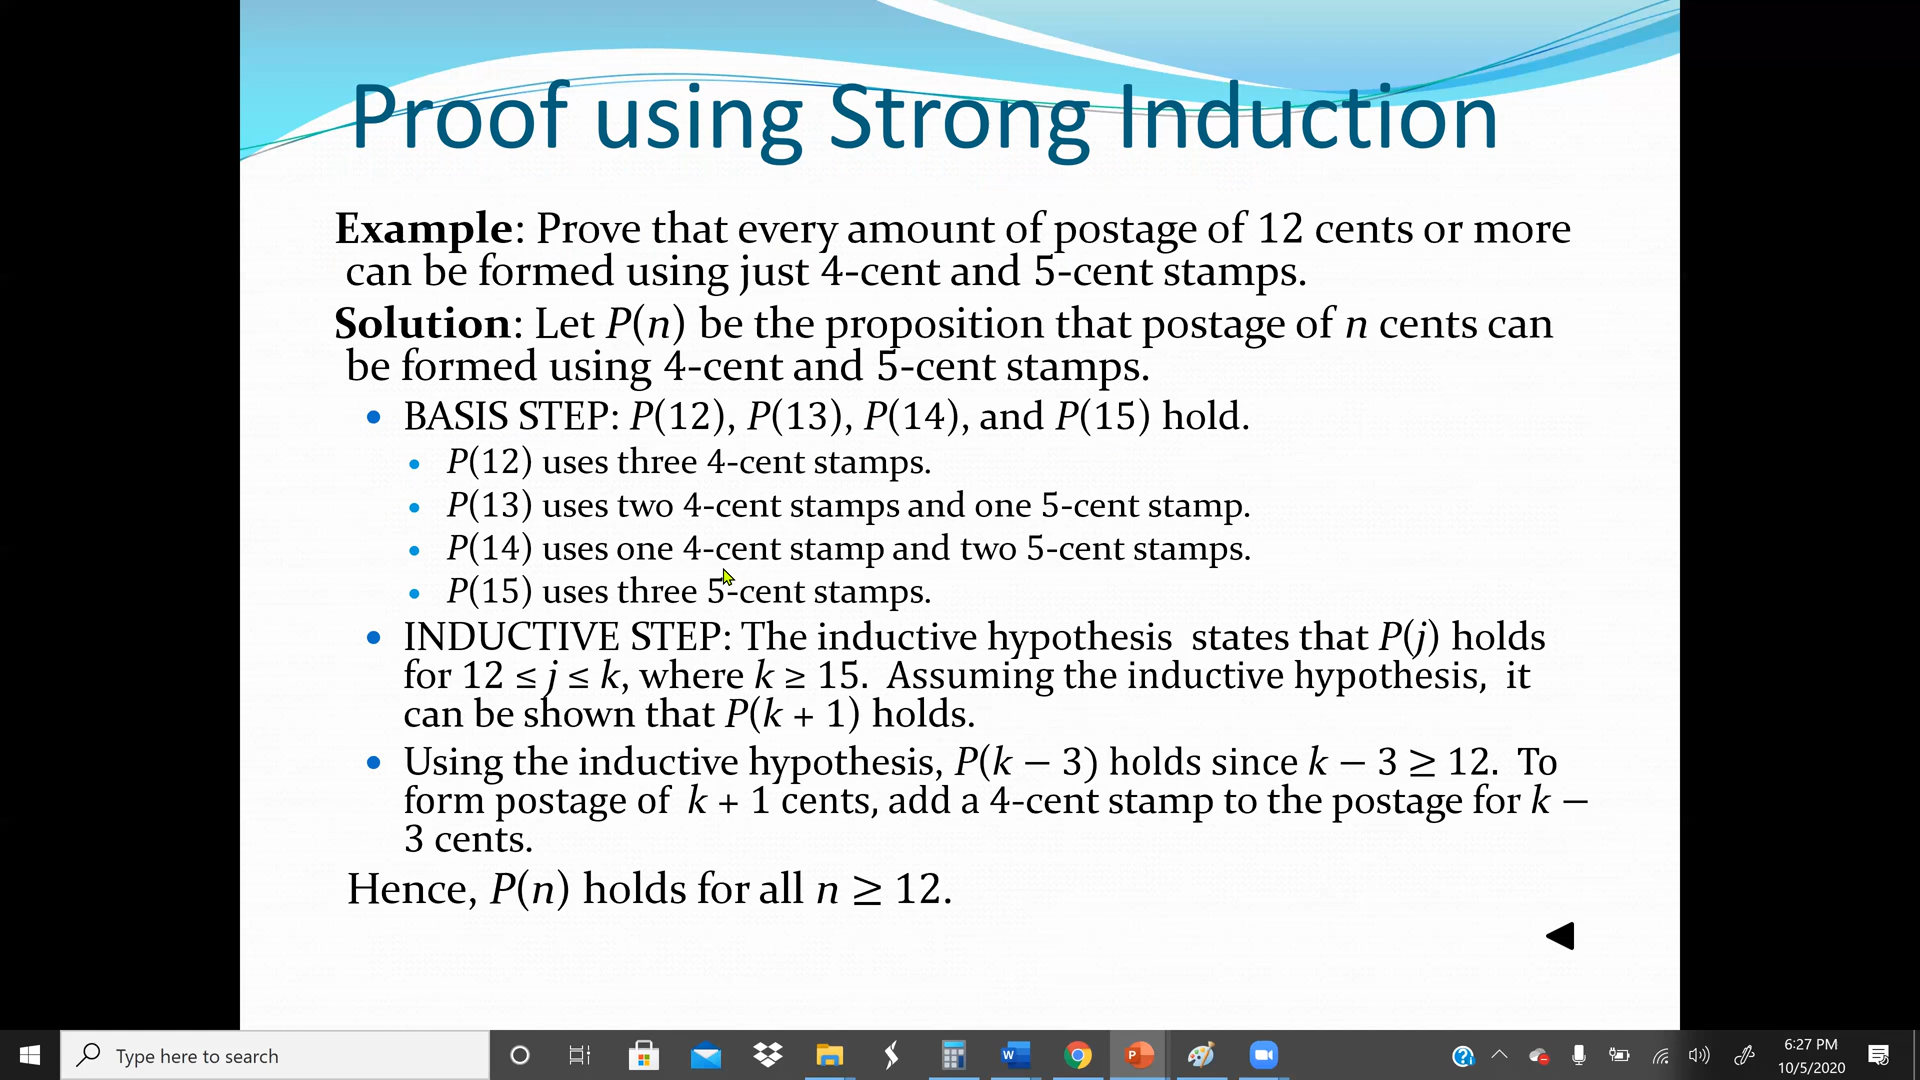 Proof using Strong Induction
Example: Prove that every amount of postage of 12 cents or more
can be formed using just 4-cent and 5-cent stamps.
Solution: Let P(n) be the proposition that postage of n cents can
be formed using 4-cent and 5-cent stamps.
• BASIS STEP: P(12), P(13), P(14), and P(15) hold.
• P(12) uses three 4-cent stamps.
• P(13) uses two 4-cent stamps and one 5-cent stamp.
• P(14) uses one 4-cent stamp and two 5-cent stamps.
• P(15) uses three 5-cent stamps.
• INDUCTIVE STEP: The inductive hypothesis states that P(j) holds
for 12 ≤ j ≤ k, where k ≥ 15. Assuming the inductive hypothesis, it
can be shown that P(k + 1) holds.
• Using the inductive hypothesis, P(k − 3) holds since k − 3 ≥ 12. To
form postage of k + 1 cents, add a 4-cent stamp to the postage for k −
3 cents.
Hence, P(n) holds for all n ≥ 12.
Type here to search
6:27 PM
10/5/2020